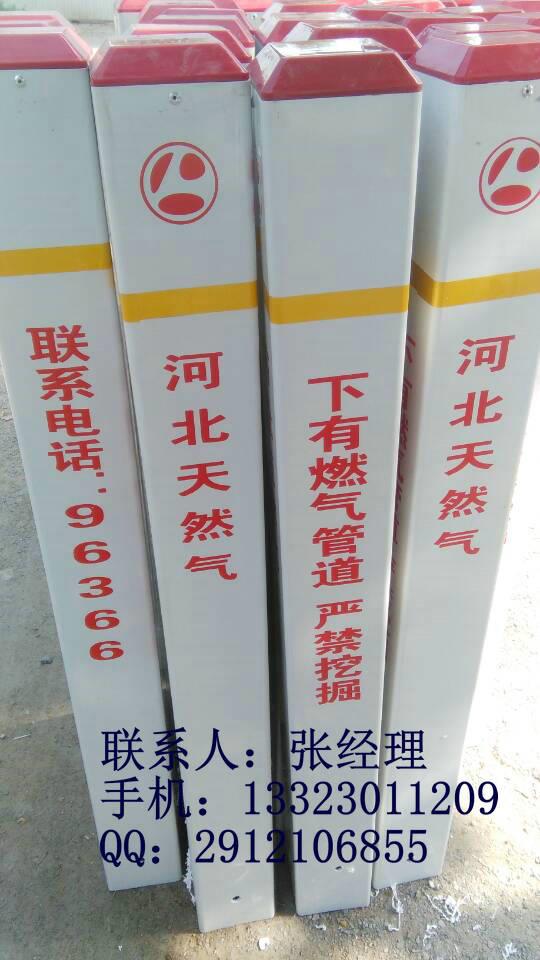 联系电话:96366
河北天然气
下有燃气管道 严禁挖掘
河北天然气
联系人：张经理
手机：13323011209
QQ：2912106855